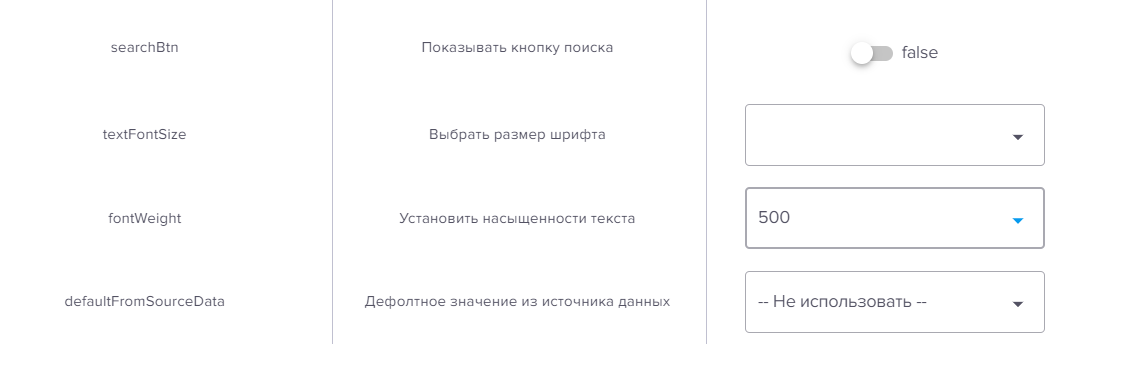 searchBtn Показывать кнопку поиска false
textFontSize Выбрать размер шрифта
fontWeight Установить насыщенности текста 500
defaultFromSourceData Дефолтное значение из источника данных -- Не использовать --